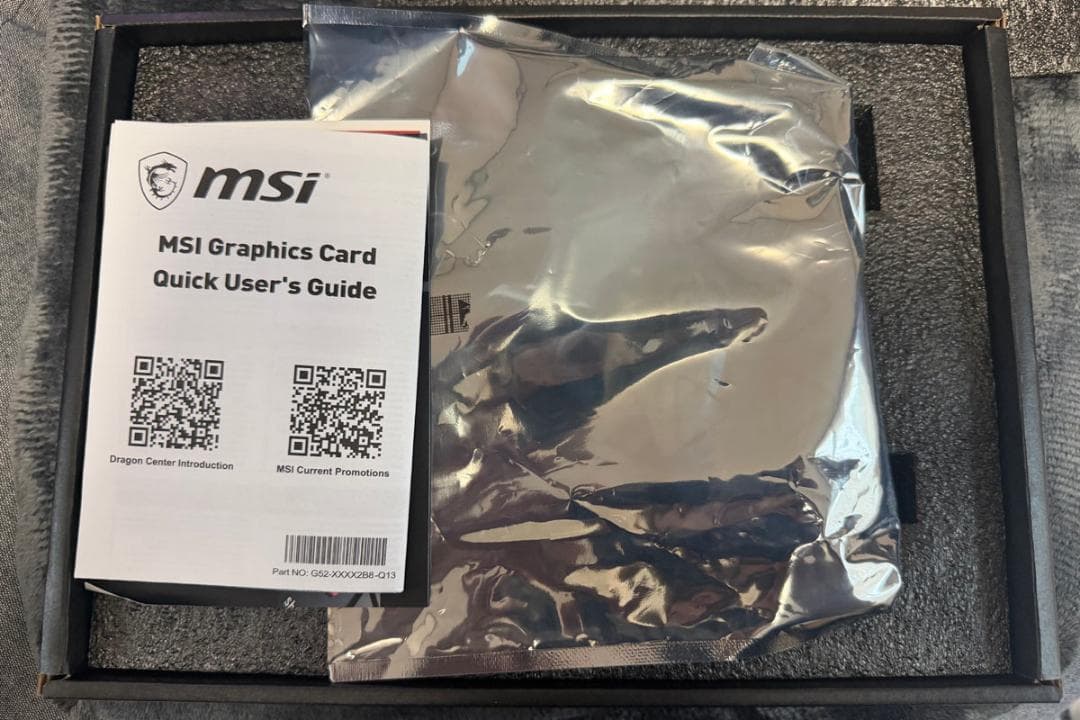 msi
MSI Graphics Card
Quick User's Guide
Dragon Center Introduction
MSI Current Promotions
Part NO: G52-XXXX2B8-Q13